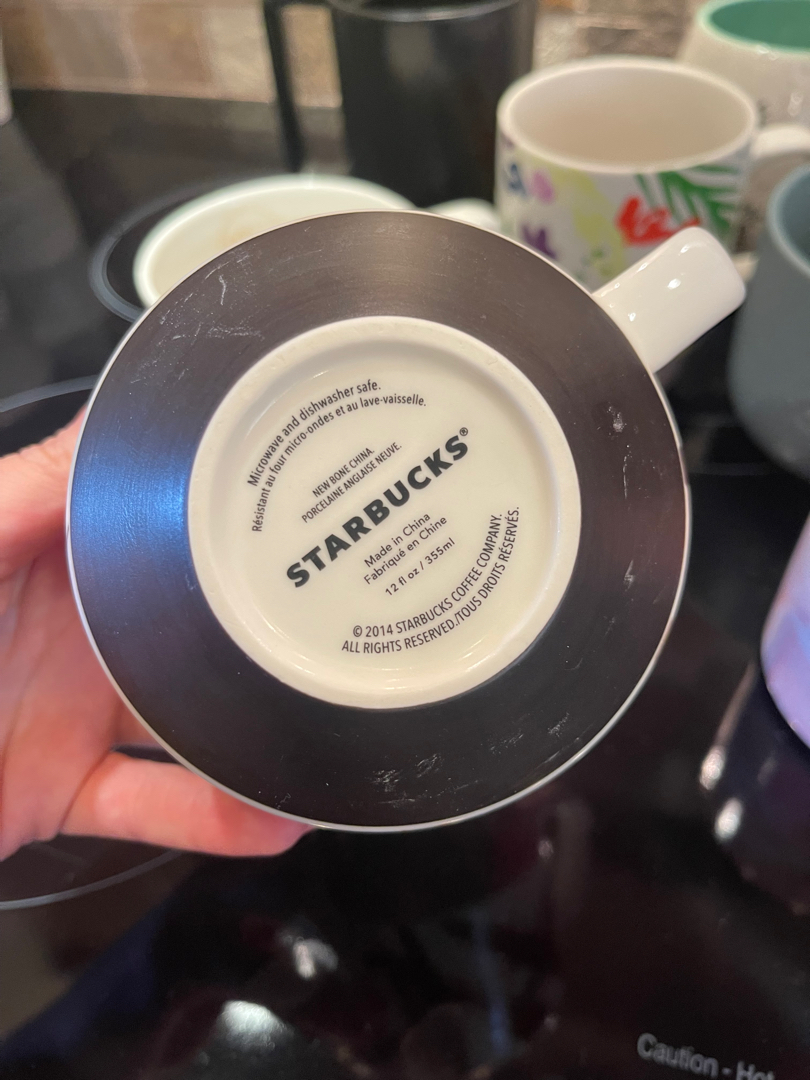 Microwave and dishwasher safe.
Résistant au four micro-ondes et au lave-vaisselle.
NEW BONE CHINA.
PORCELAINE ANGLAISE NEUVE.
STARBUCKS®
Made in China
Fabriqué en Chine
12 fl oz / 355ml
© 2014 STARBUCKS COFFEE COMPANY.
ALL RIGHTS RESERVED./TOUS DROITS RÉSERVÉS.
Caution - Hot